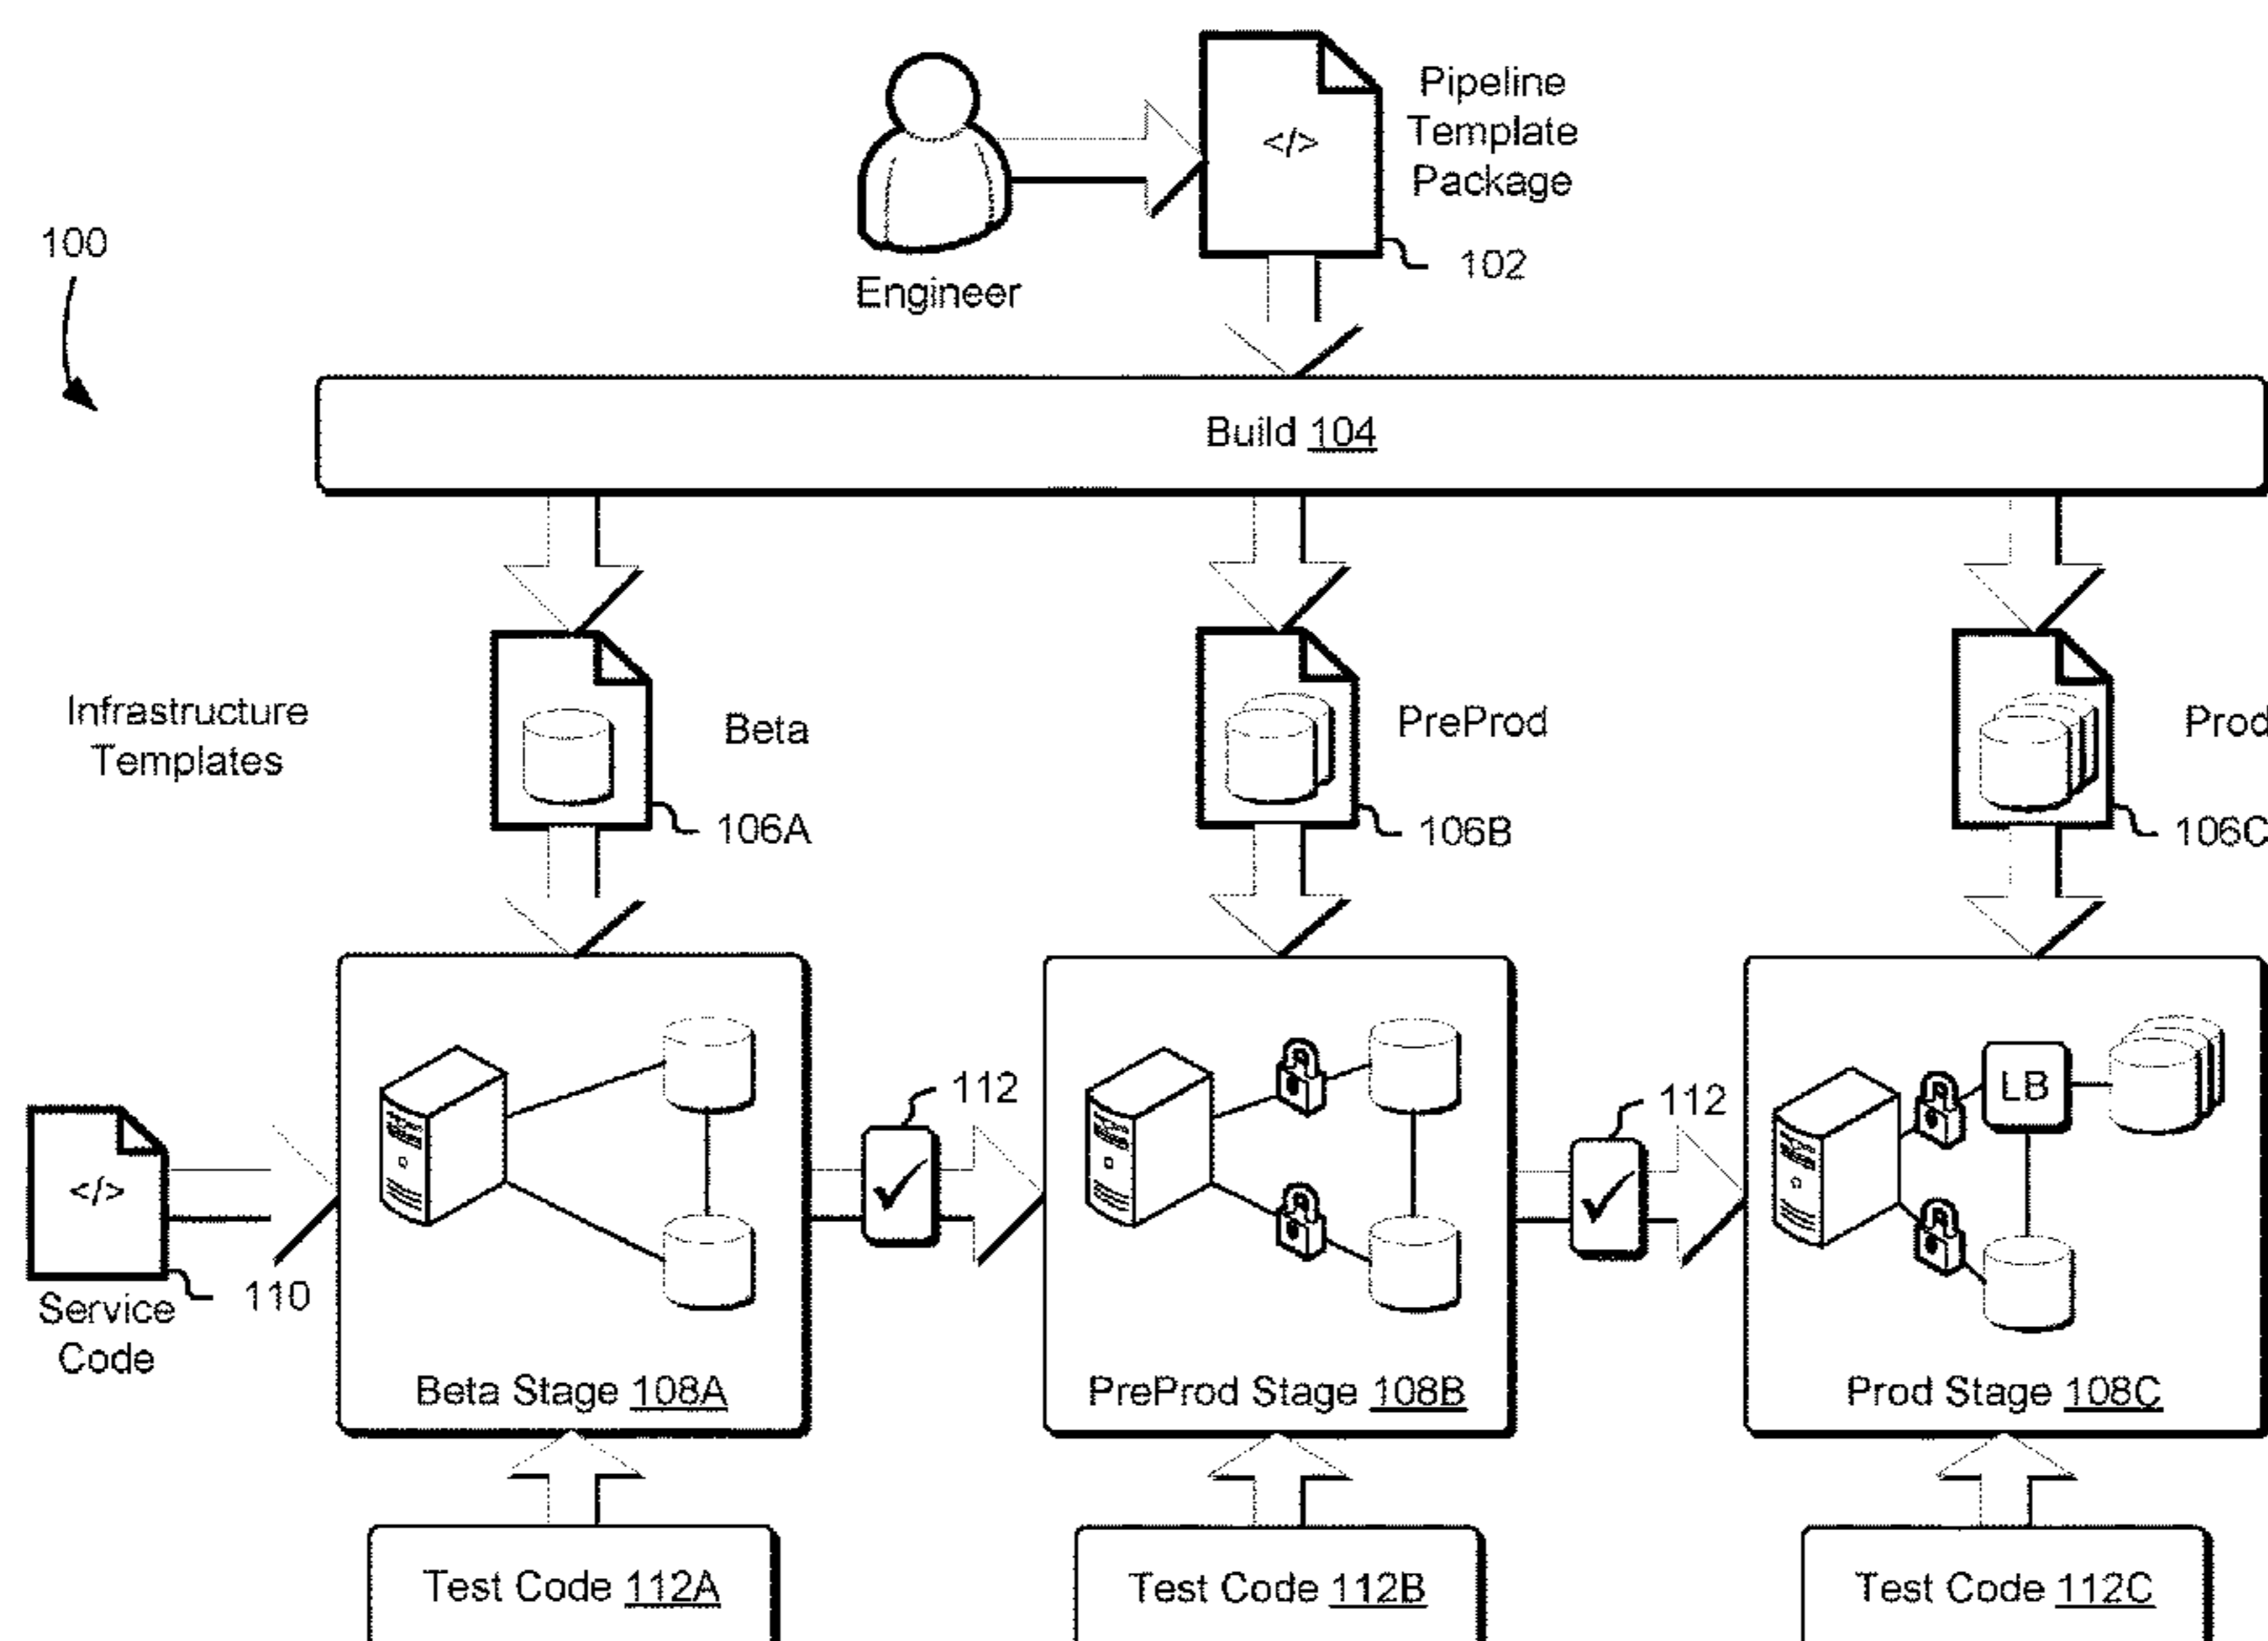 Pipeline
Template
Package
</>
102
Engineer
100
Build 104
Infrastructure
Templates
Beta
106A
PreProd
106B
Prod
106C
112
112
LB
</>
110
Service
Code
Beta Stage 108A
PreProd Stage 108B
Prod Stage 108C
Test Code 112A
Test Code 112B
Test Code 112C